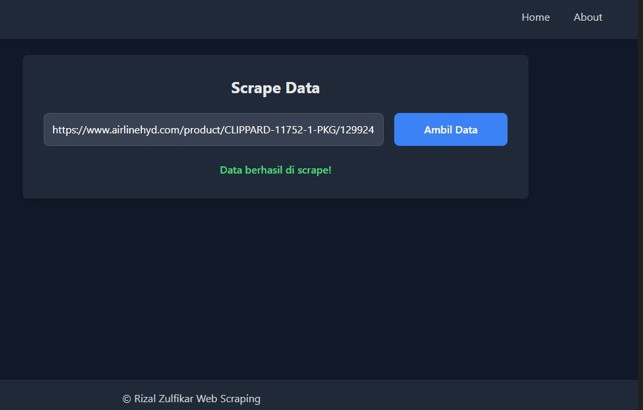 Home About
Scrape Data
https://www.airlinehyd.com/product/CLIPPARD-11752-1-PKG/129924 Ambil Data
Data berhasil di scrape!
© Rizal Zulfikar Web Scraping